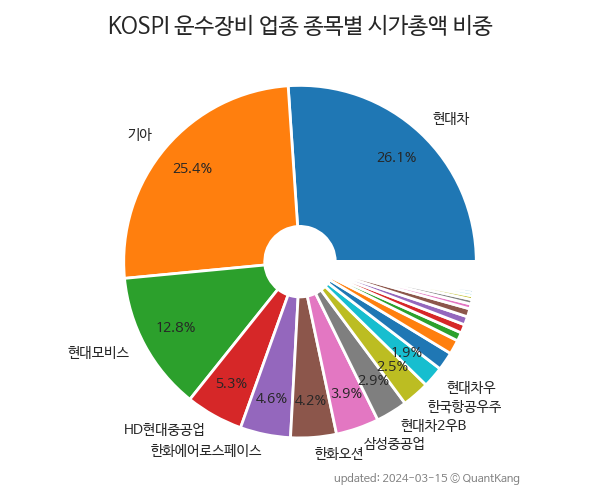 KOSPI 운수장비 업종 종목별 시가총액 비중
현대차
26.1%
기아
25.4%
현대모비스
12.8%
HD현대중공업
5.3%
한화에어로스페이스
4.6%
한화오션
4.2%
삼성중공업
3.9%
현대차2우B
2.9%
한국항공우주
2.5%
현대차우
1.9%
updated: 2024-03-15 © QuantKang